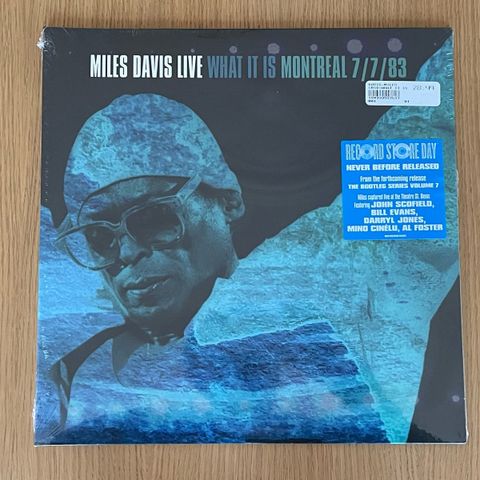 MILES DAVIS LIVE WHAT IT IS MONTREAL 7/7/83
RECORD STORE DAY
NEVER BEFORE RELEASED
From the forthcoming release
THE BOOTLEG SERIES VOLUME 7
Miles captured live at the Theatre St. Denis
Featuring JOHN SCOFIELD,
BILL EVANS,
DARRYL JONES,
MINO CINÉLU, AL FOSTER